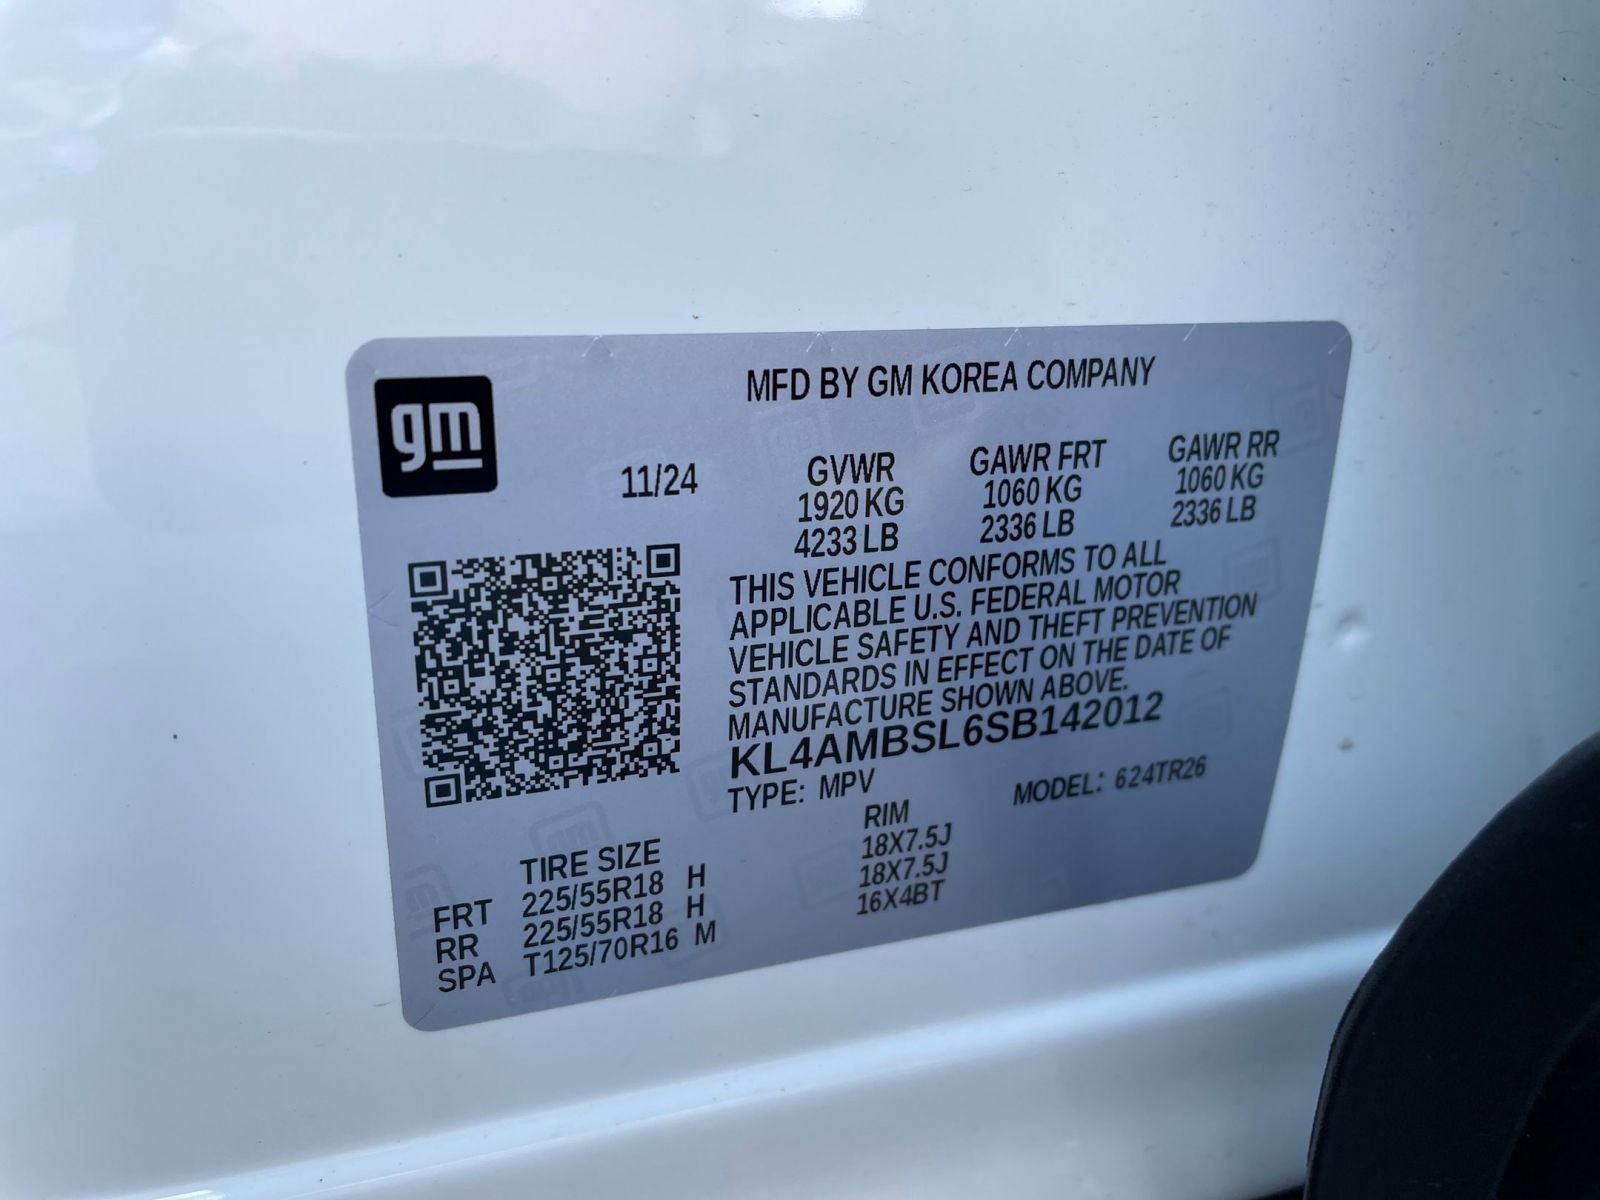 gm
MFD BY GM KOREA COMPANY
11/24
GVWR GAWR FRT GAWR RR
1920 KG 1060 KG 1060 KG
4233 LB 2336 LB 2336 LB
THIS VEHICLE CONFORMS TO ALL
APPLICABLE U.S. FEDERAL MOTOR
VEHICLE SAFETY AND THEFT PREVENTION
STANDARDS IN EFFECT ON THE DATE OF
MANUFACTURE SHOWN ABOVE.
KL4AMBSL6SB142012
TYPE: MPV MODEL: 624TR26
TIRE SIZE RIM
FRT 225/55R18 H 18X7.5J
RR 225/55R18 H 18X7.5J
SPA T125/70R16 M 16X4BT